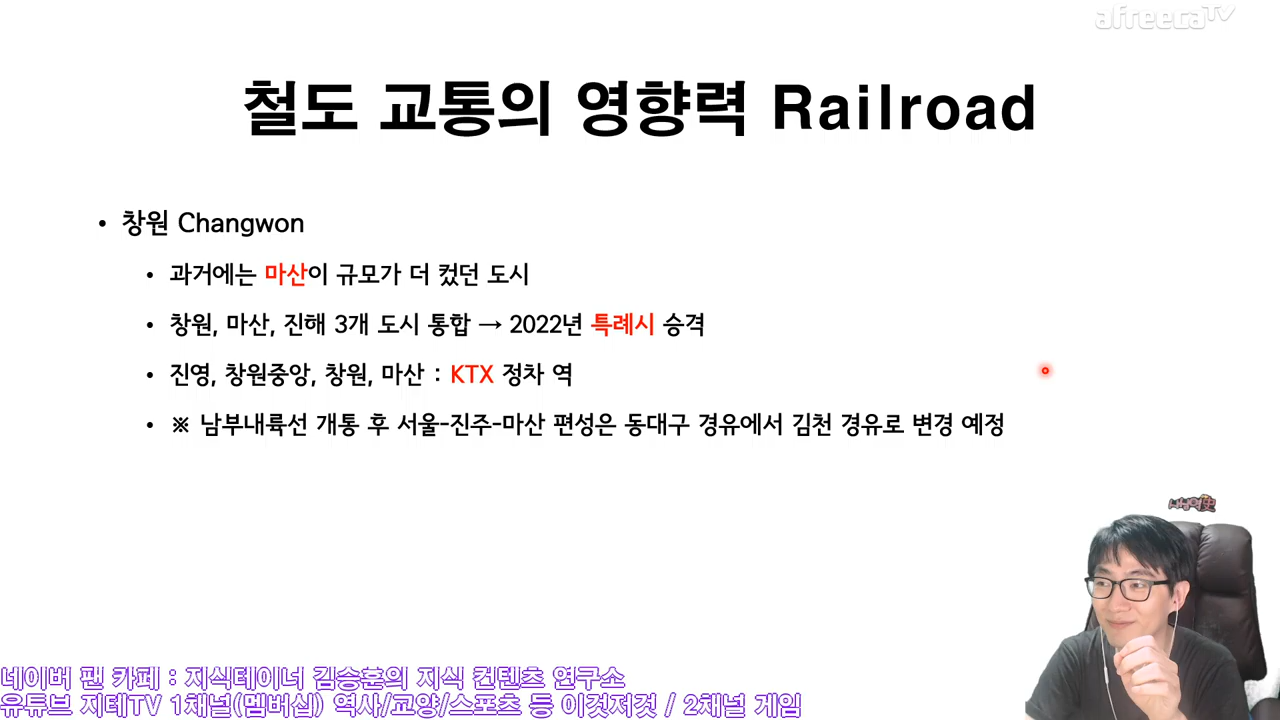 afreecaTV
철도 교통의 영향력 Railroad
• 창원 Changwon
• 과거에는 마산이 규모가 더 컸던 도시
• 창원, 마산, 진해 3개 도시 통합 → 2022년 특례시 승격
• 진영, 창원중앙, 창원, 마산 : KTX 정차 역
• ※ 남부내륙선 개통 후 서울-진주-마산 편성은 동대구 경유에서 김천 경유로 변경 예정
네이버 팬 카페 : 지식테이너 김승훈의 지식 컨텐츠 연구소
유튜브 지테TV 1채널(멤버십) 역사/교양/스포츠 등 이것저것 / 2채널 게임